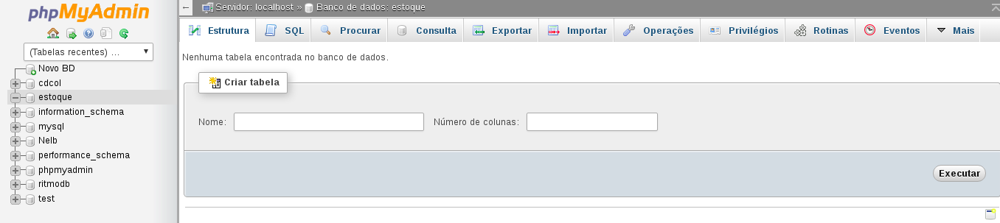 phpMyAdmin
(Tabelas recentes) ...
Novo BD
cdcol
estoque
information_schema
mysql
Nelb
performance_schema
phpmyadmin
ritmodb
test
← Servidor: localhost » Banco de dados: estoque
Estrutura SQL Procurar Consulta Exportar Importar Operações Privilégios Rotinas Eventos Mais
Nenhuma tabela encontrada no banco de dados.
Criar tabela
Nome: Número de colunas:
Executar